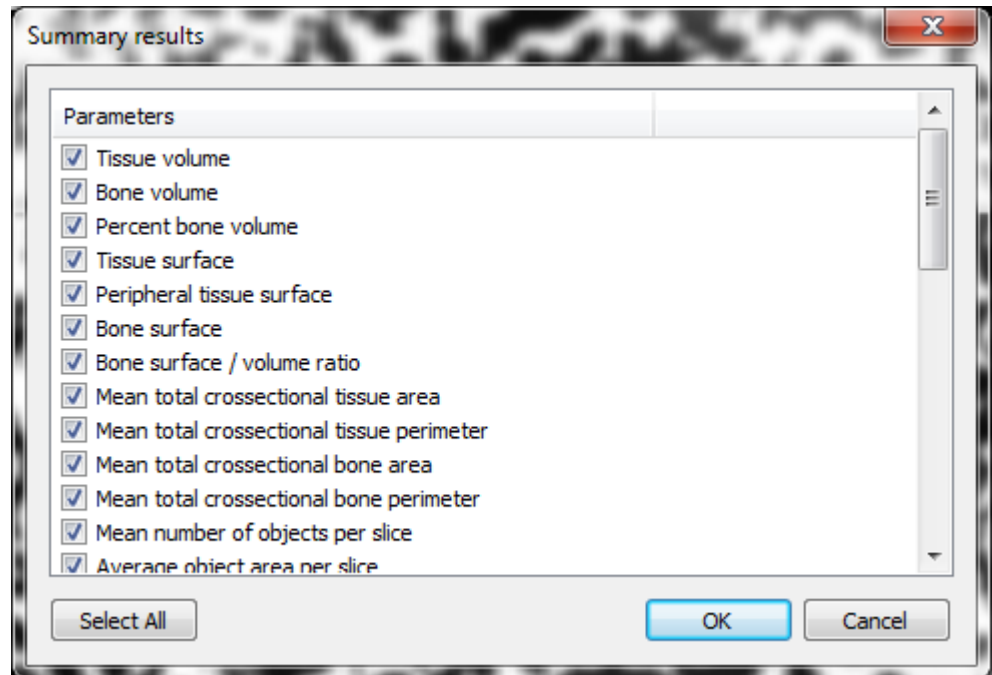 Summary results
Parameters
Tissue volume
Bone volume
Percent bone volume
Tissue surface
Peripheral tissue surface
Bone surface
Bone surface / volume ratio
Mean total crossectional tissue area
Mean total crossectional tissue perimeter
Mean total crossectional bone area
Mean total crossectional bone perimeter
Mean number of objects per slice
Average object area per slice
Select All OK Cancel